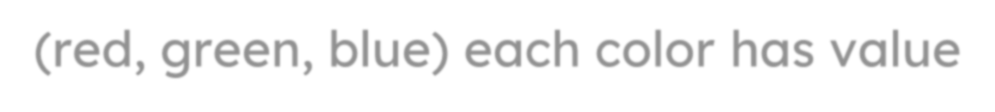 (red, green, blue) each color has value